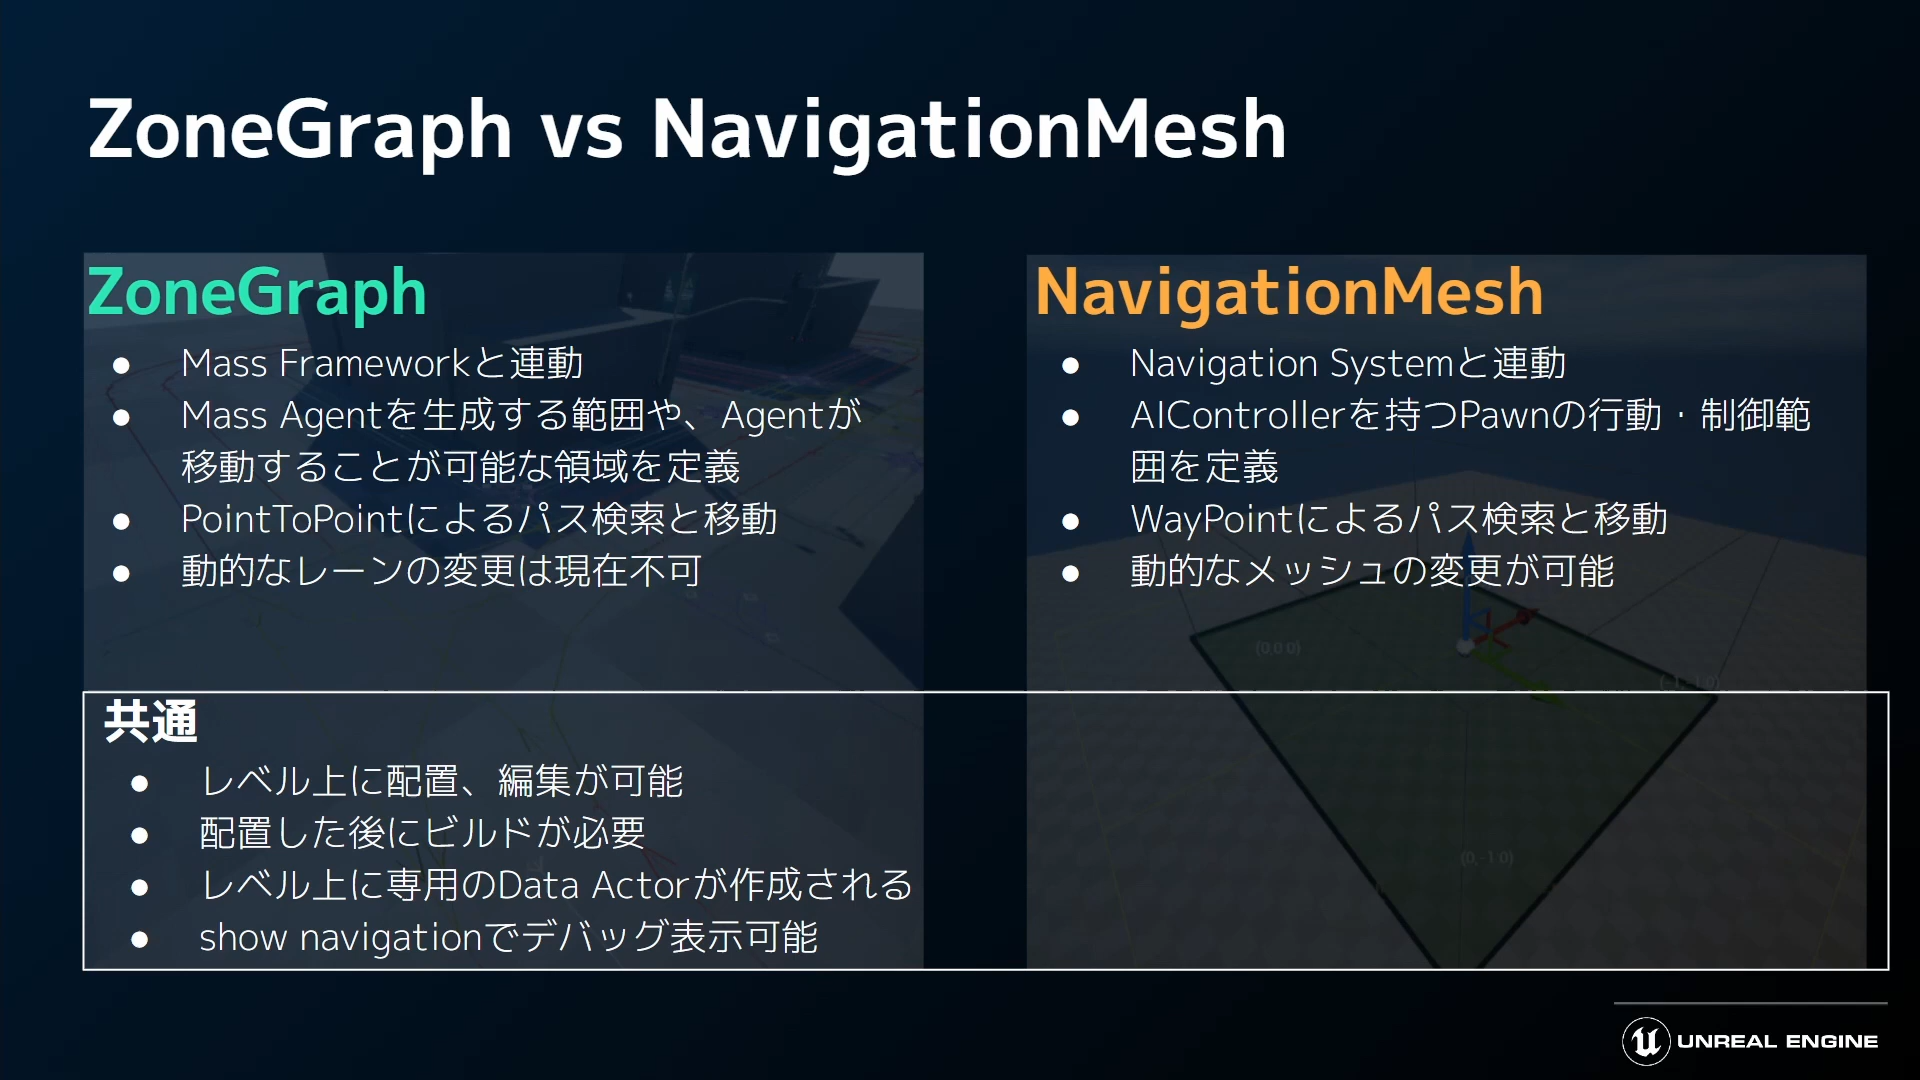 ZoneGraph vs NavigationMesh
ZoneGraph
● Mass Frameworkと連動
● Mass Agentを生成する範囲や、Agentが
移動することが可能な領域を定義
● PointToPointによるパス検索と移動
● 動的なレーンの変更は現在不可
NavigationMesh
● Navigation Systemと連動
● AIControllerを持つPawnの行動・制御範
囲を定義
● WayPointによるパス検索と移動
● 動的なメッシュの変更が可能
(0,0:0)
(-1,-1:0)
(0,-1:0)
共通
● レベル上に配置、編集が可能
● 配置した後にビルドが必要
● レベル上に専用のData Actorが作成される
● show navigationでデバッグ表示可能
UNREAL ENGINE